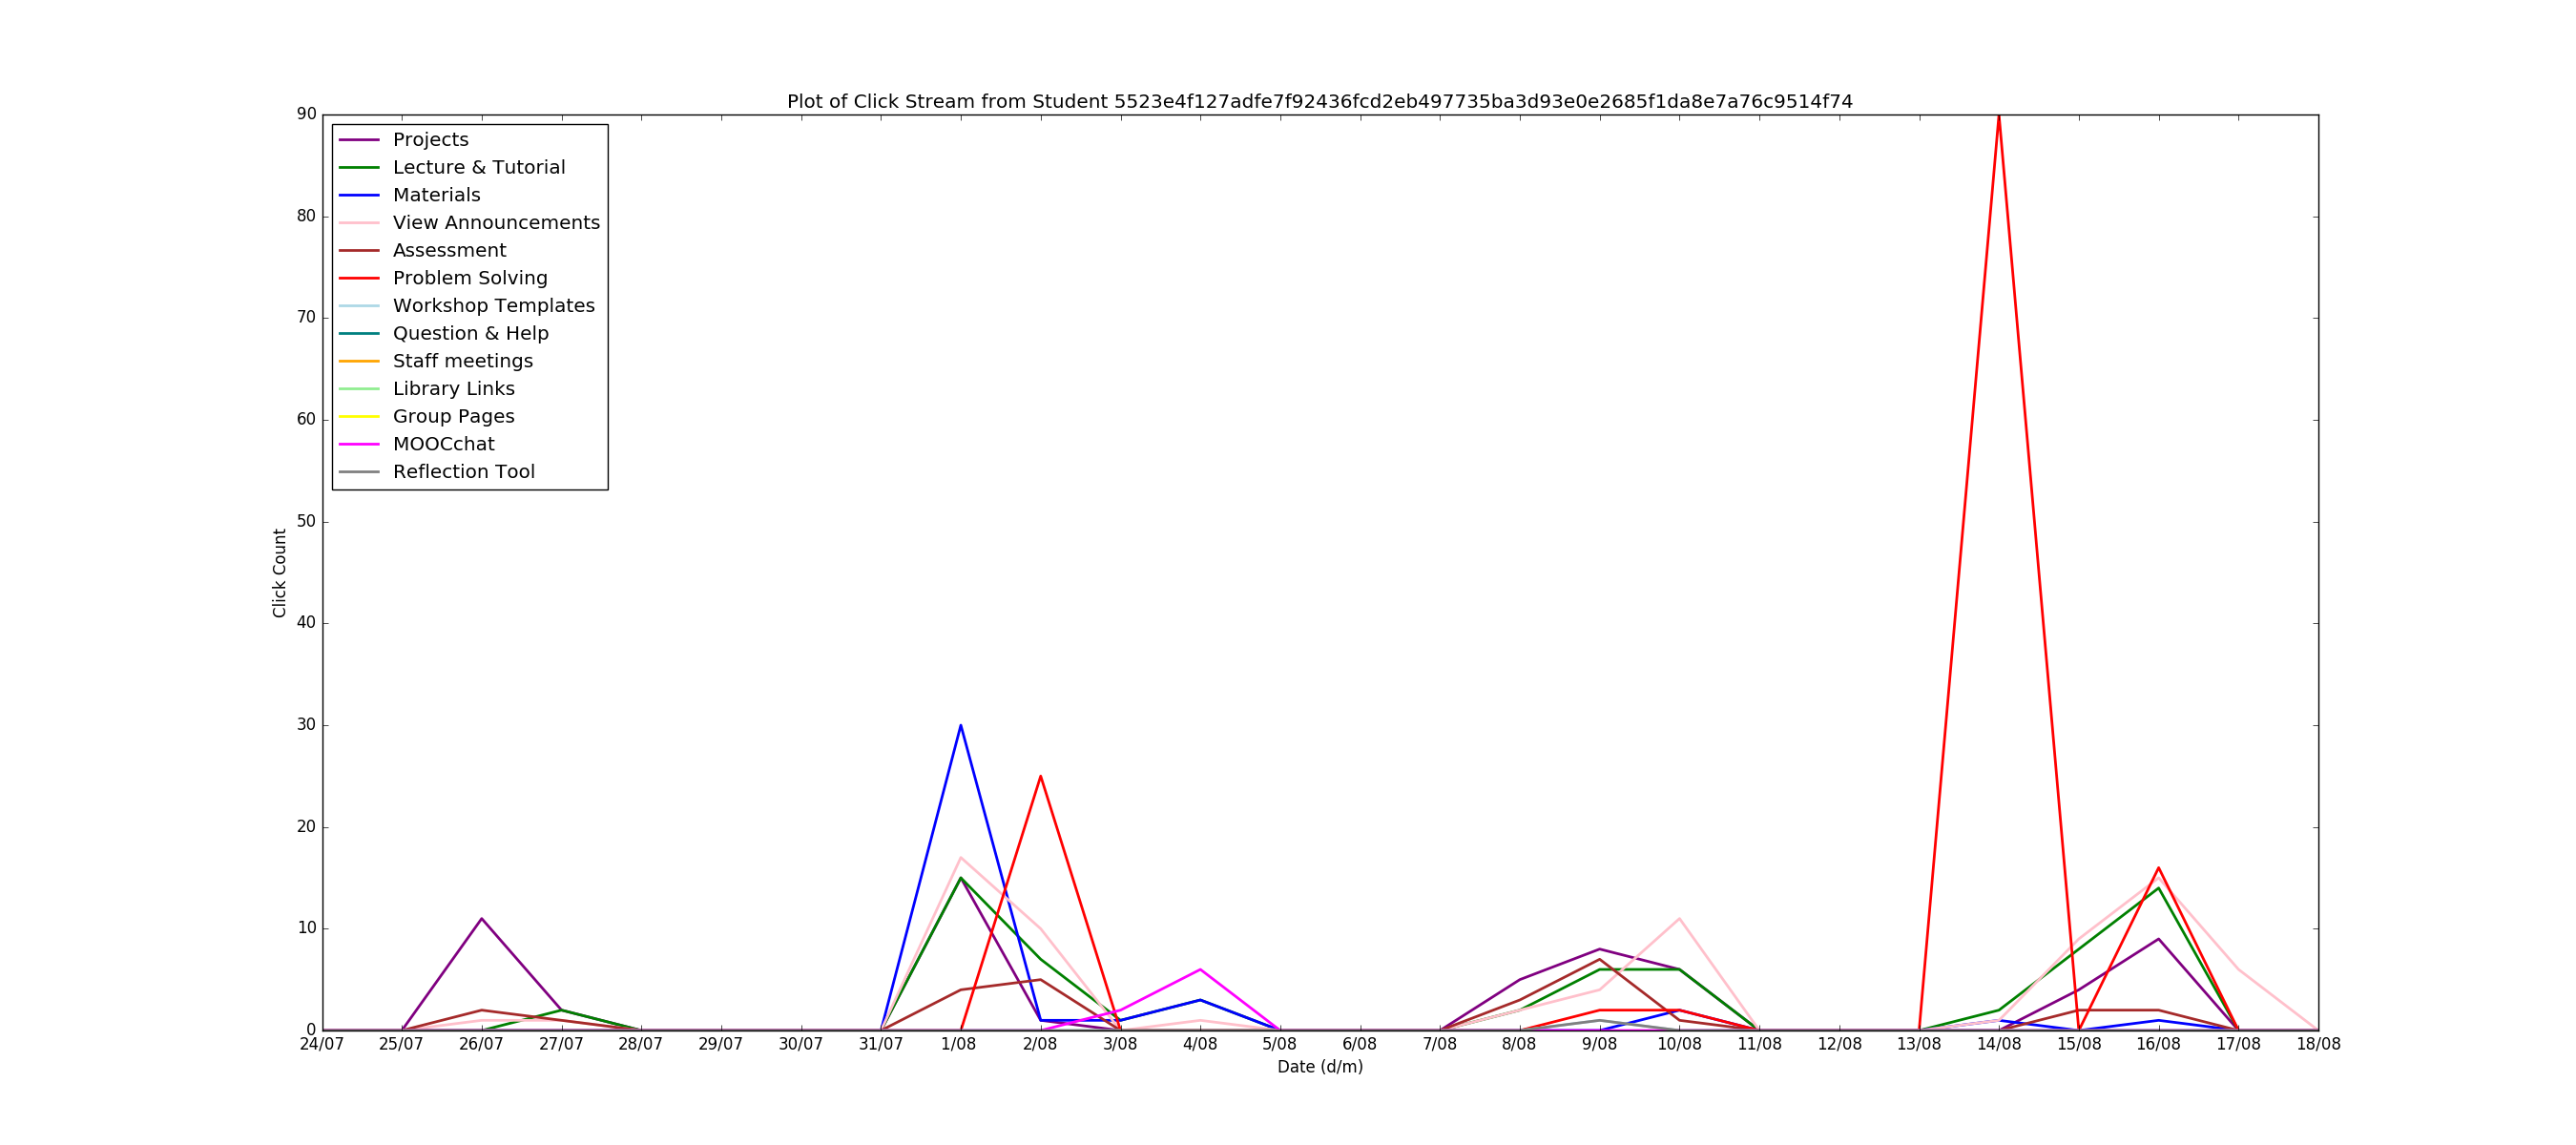 Plot of Click Stream from Student 5523e4f127adfe7f92436fcd2eb497735ba3d93e0e2685f1da8e7a76c9514f74
90
80
70
60
50
40
30
20
10
0
Click Count
Projects
Lecture & Tutorial
Materials
View Announcements
Assessment
Problem Solving
Workshop Templates
Question & Help
Staff meetings
Library Links
Group Pages
MOOCchat
Reflection Tool
24/07 25/07 26/07 27/07 28/07 29/07 30/07 31/07 1/08 2/08 3/08 4/08 5/08 6/08 7/08 8/08 9/08 10/08 11/08 12/08 13/08 14/08 15/08 16/08 17/08 18/08
Date (d/m)